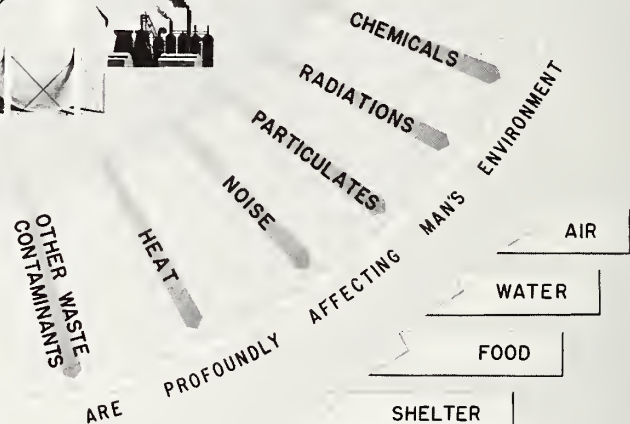 CHEMICALS
RADIATIONS
PARTICULATES
NOISE
HEAT
OTHER WASTE
CONTAMINANTS
ARE PROFOUNDLY AFFECTING MAN'S ENVIRONMENT
AIR
WATER
FOOD
SHELTER